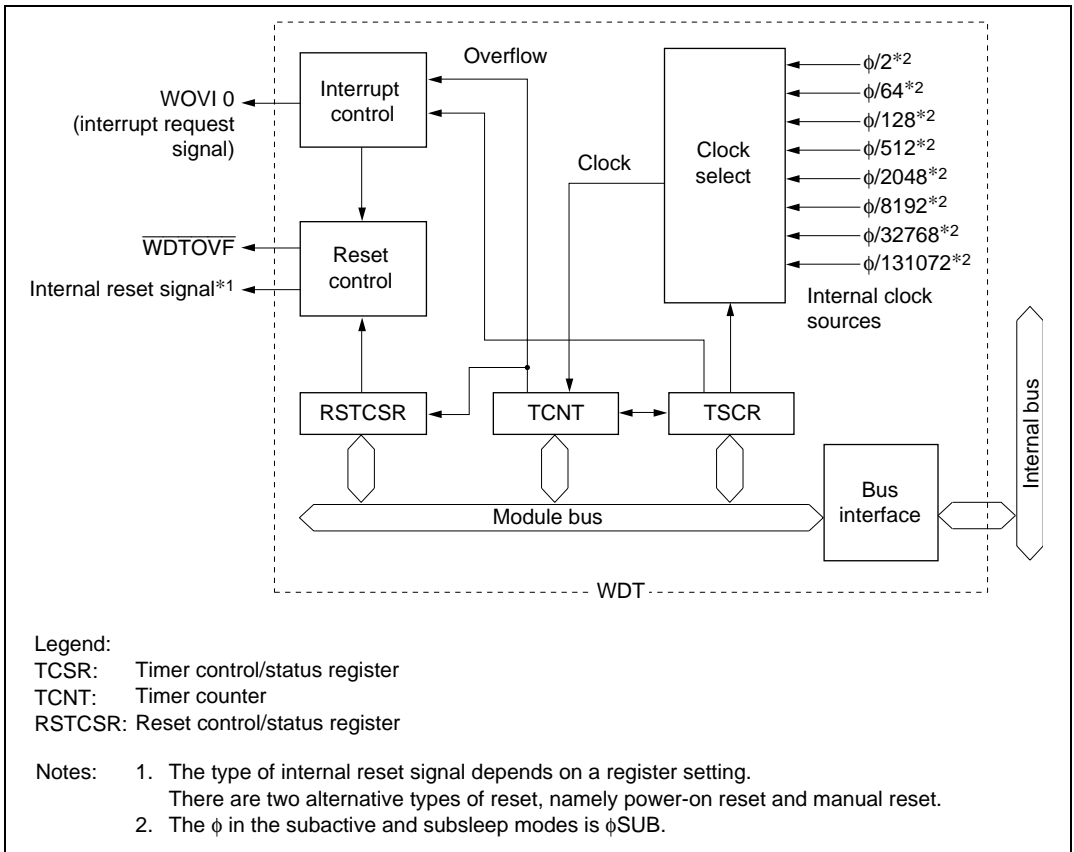 Overflow
Interrupt
control
WOVI 0
(interrupt request
signal)
Clock
Clock
select
φ/2*2
φ/64*2
φ/128*2
φ/512*2
φ/2048*2
φ/8192*2
φ/32768*2
φ/131072*2
Internal clock
sources
WDTOVF
Internal reset signal*1
Reset
control
RSTCSR
TCNT
TSCR
Module bus
Bus
interface
Internal bus
WDT
Legend:
TCSR: Timer control/status register
TCNT: Timer counter
RSTCSR: Reset control/status register
Notes: 1. The type of internal reset signal depends on a register setting.
There are two alternative types of reset, namely power-on reset and manual reset.
2. The φ in the subactive and subsleep modes is φSUB.